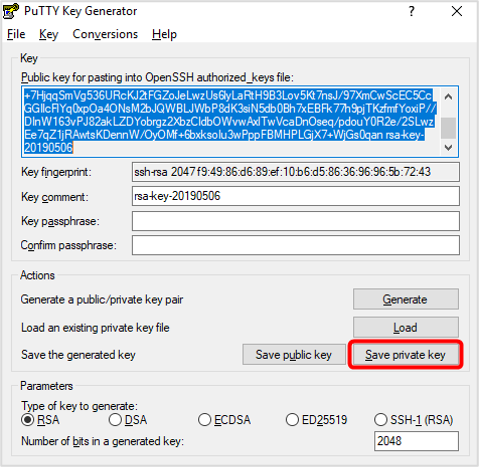 PuTTY Key Generator
File Key Conversions Help
Key
Public key for pasting into OpenSSH authorized_keys file:
+7HjqqSmVg536URcKJ2tFGZoJeLwzUs6lyLaRtH9B3Lov5Kt7nsJ/97XmCwScEC5Cc
GGIlcFlYq0xpOa4ONsM2bJQWBLJWbP8dK3siN5db0Bh7xEBFk77h9pjTKzfmfYoxiP//
DlnW163vPJ82akLZDYobrgz2XbzCldbOWvwAxlTwVcaDnOseq/pdouY0R2e/2SLwz
Ee7qZ1jRAwtsKDennW/OyOMf+6bxksolu3wPppFBMHPLGjX7+WjGs0qan rsa-key-
20190506
Key fingerprint: ssh-rsa 2047 f9:49:86:d6:89:ef:10:b6:d5:86:36:96:96:5b:72:43
Key comment: rsa-key-20190506
Key passphrase:
Confirm passphrase:
Actions
Generate a public/private key pair Generate
Load an existing private key file Load
Save the generated key Save public key Save private key
Parameters
Type of key to generate:
RSA DSA ECDSA ED25519 SSH-1 (RSA)
Number of bits in a generated key: 2048